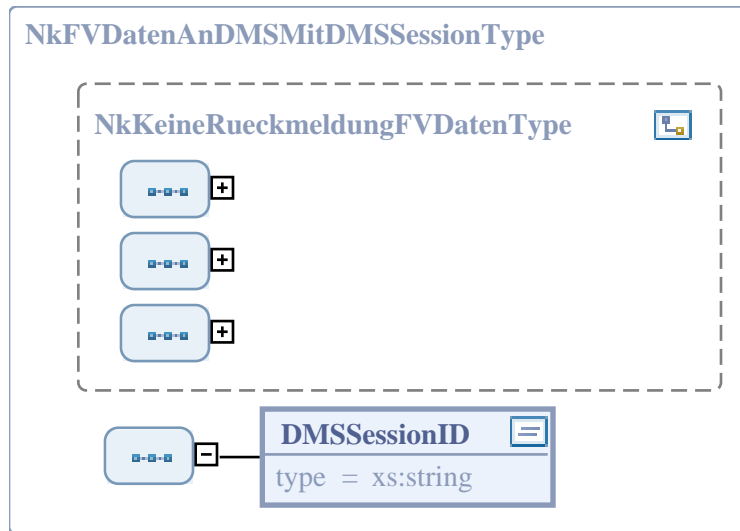 NkFVDatenAnDMSMitDMSSessionType
NkKeineRueckmeldungFVDatenType
DMSSessionID
type = xs:string